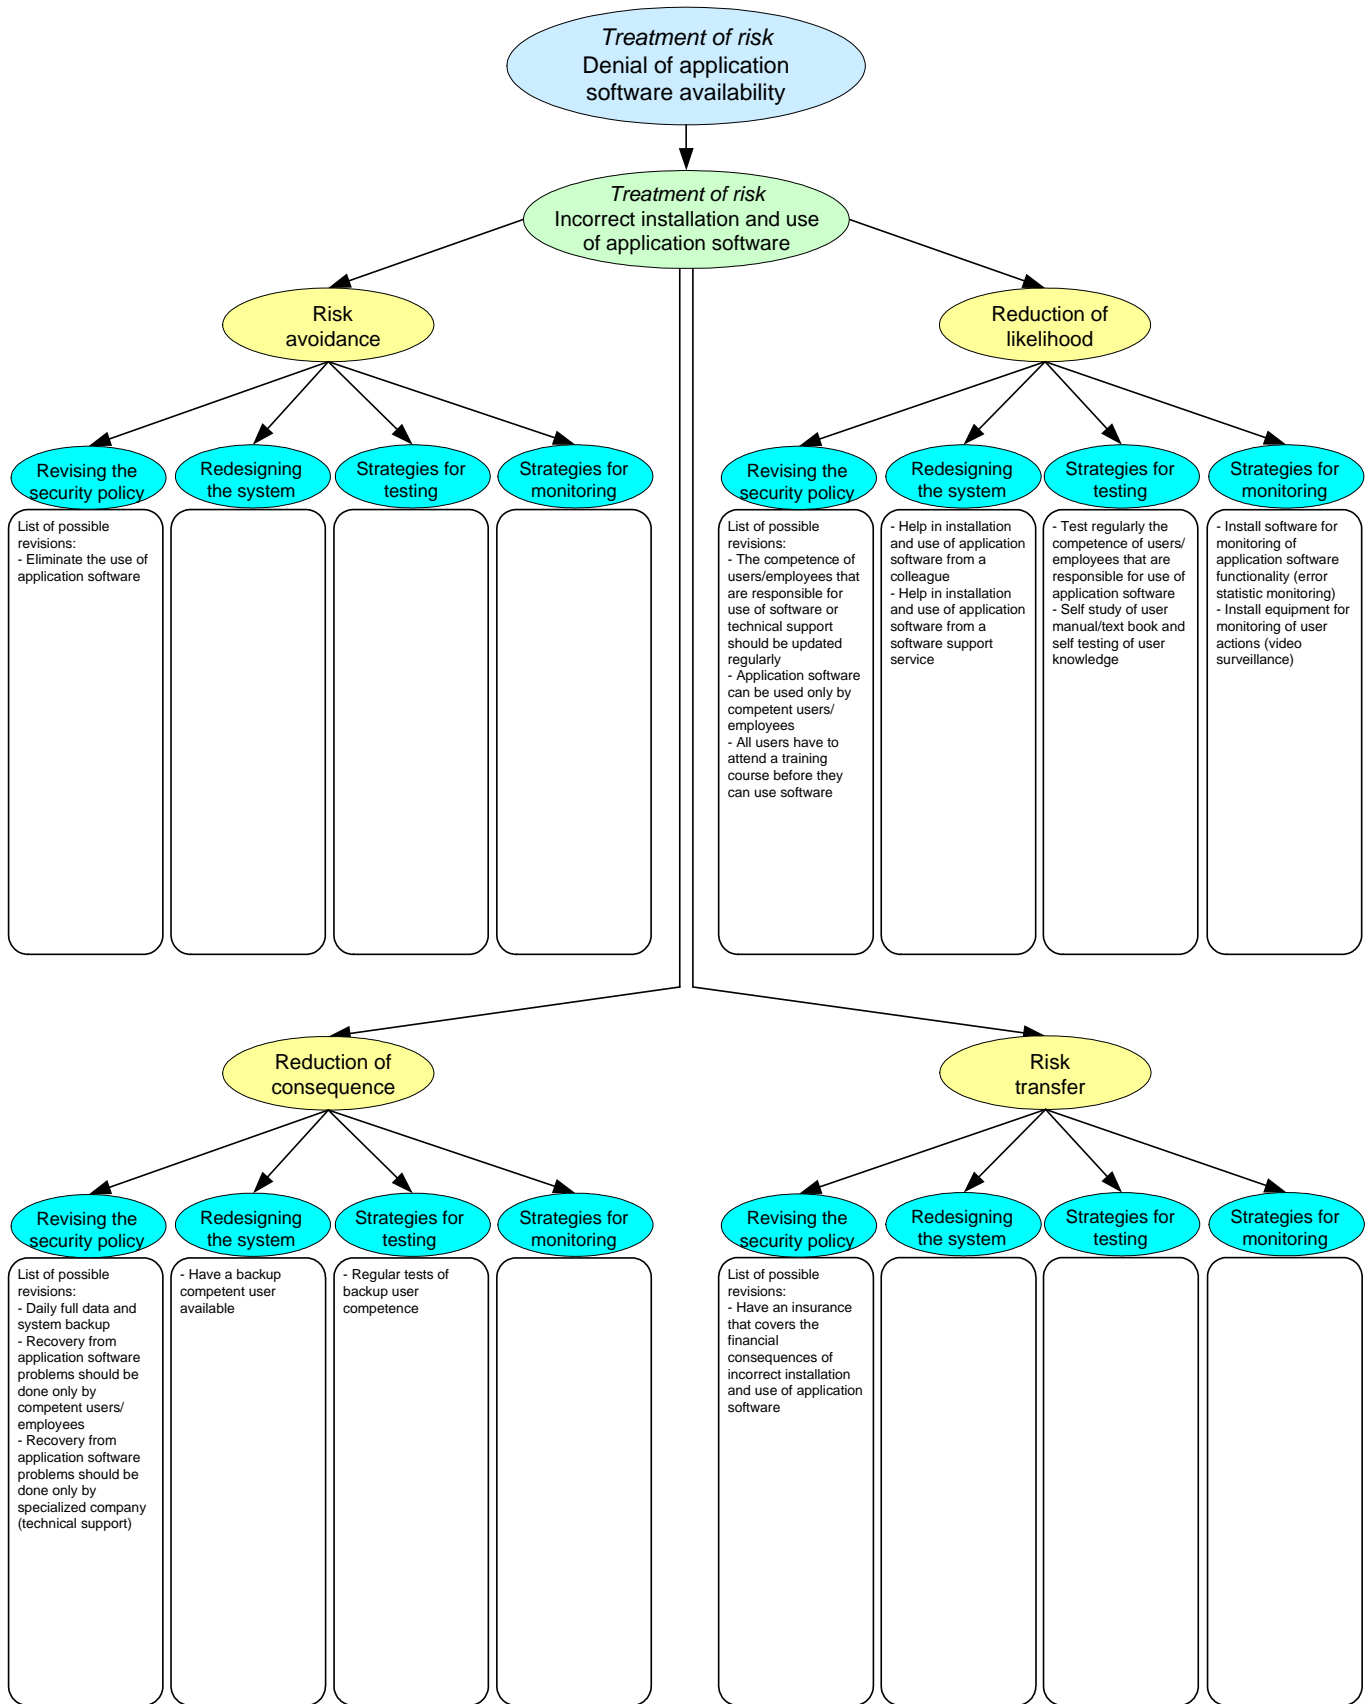 Treatment of risk
Denial of application
software availability
Treatment of risk
Incorrect installation and use
of application software
Risk
avoidance
Reduction of
likelihood
Revising the
security policy
Redesigning
the system
Strategies for
testing
Strategies for
monitoring
Revising the
security policy
Redesigning
the system
Strategies for
testing
Strategies for
monitoring
List of possible
revisions:
- Eliminate the use of
application software
List of possible
revisions:
- The competence of
users/employees that
are responsible for
use of software or
technical support
should be updated
regularly
- Application software
can be used only by
competent users/
employees
- All users have to
attend a training
course before they
can use software
- Help in installation
and use of application
software from a
colleague
- Help in installation
and use of application
software from a
software support
service
- Test regularly the
competence of users/
employees that are
responsible for use of
application software
- Self study of user
manual/text book and
self testing of user
knowledge
- Install software for
monitoring of
application software
functionality (error
statistic monitoring)
- Install equipment for
monitoring of user
actions (video
surveillance)
Reduction of
consequence
Risk
transfer
Revising the
security policy
Redesigning
the system
Strategies for
testing
Strategies for
monitoring
Revising the
security policy
Redesigning
the system
Strategies for
testing
Strategies for
monitoring
List of possible
revisions:
- Daily full data and
system backup
- Recovery from
application software
problems should be
done only by
competent users/
employees
- Recovery from
application software
problems should be
done only by
specialized company
(technical support)
- Have a backup
competent user
available
- Regular tests of
backup user
competence
List of possible
revisions:
- Have an insurance
that covers the
financial
consequences of
incorrect installation
and use of application
software